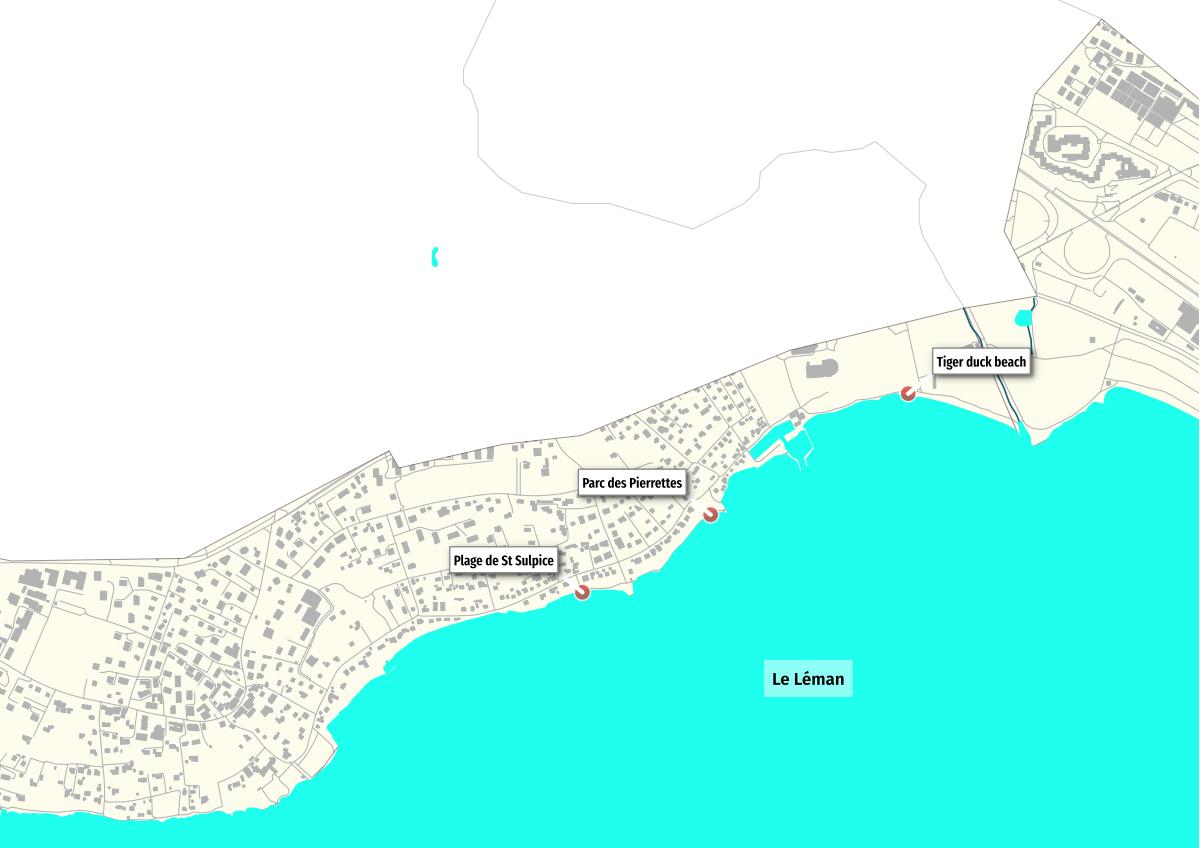 Tiger duck beach
Parc des Pierrettes
Plage de St Sulpice
Le Léman